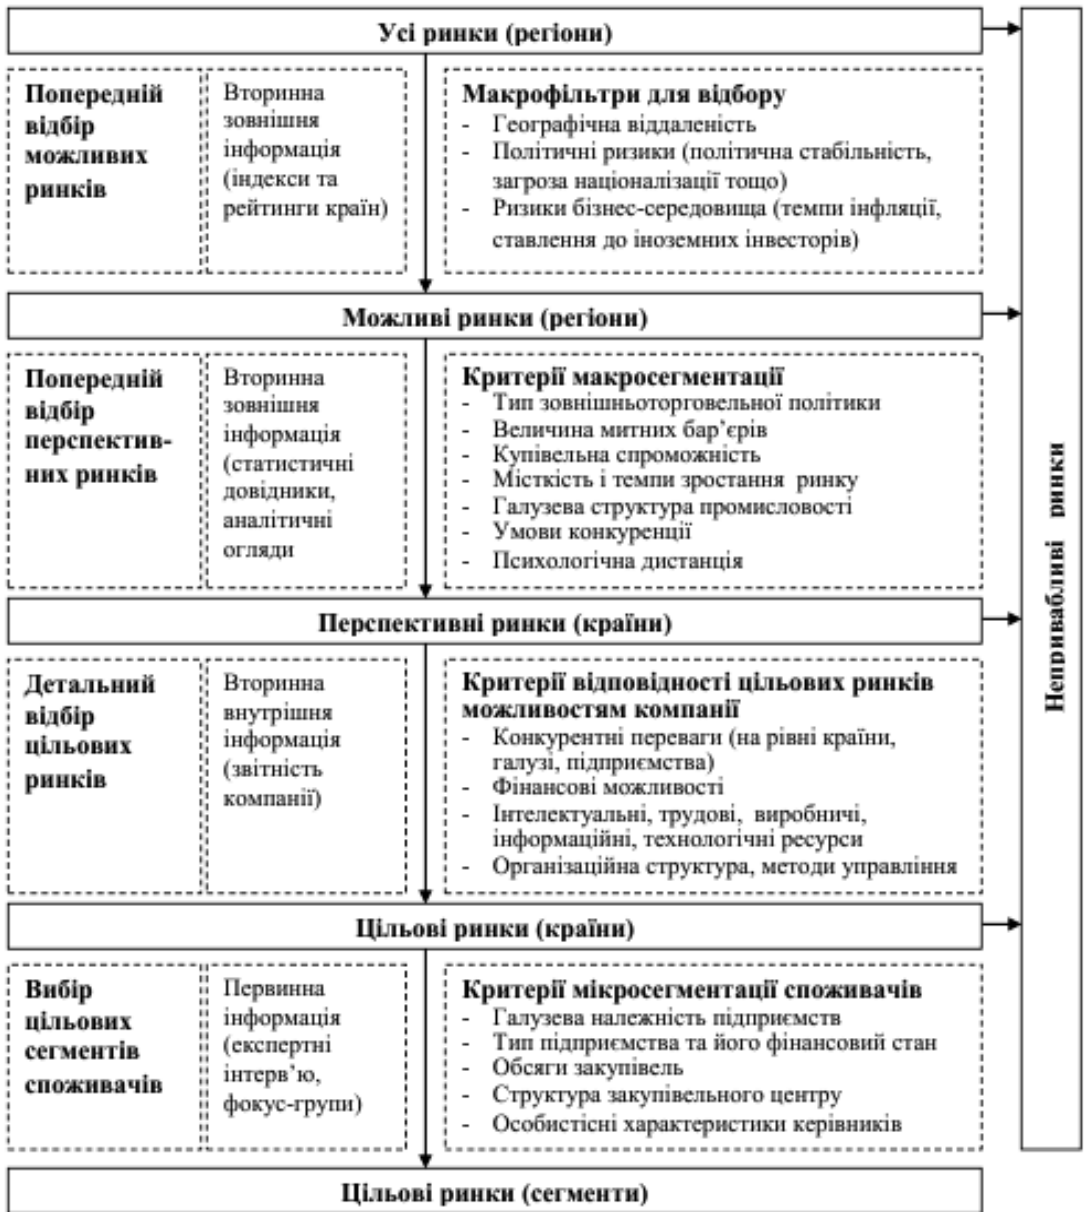 Усі ринки (регіони)
Попередній
відбір
можливих
ринків
Вторинна
зовнішня
інформація
(індекси та
рейтинги країн)
Макрофільтри для відбору
- Географічна віддаленість
- Політичні ризики (політична стабільність,
загроза націоналізації тощо)
- Ризики бізнес-середовища (темпи інфляції,
ставлення до іноземних інвесторів)
Можливі ринки (регіони)
Попередній
відбір
перспектив-
них ринків
Вторинна
зовнішня
інформація
(статистичні
довідники,
аналітичні
огляди
Критерії макросегментації
- Тип зовнішньоторговельної політики
- Величина митних бар’єрів
- Купівельна спроможність
- Місткість і темпи зростання ринку
- Галузева структура промисловості
- Умови конкуренції
- Психологічна дистанція
Перспективні ринки (країни)
Детальний
відбір
цільових
ринків
Вторинна
внутрішня
інформація
(звітність
компанії)
Критерії відповідності цільових ринків
можливостям компанії
- Конкурентні переваги (на рівні країни,
галузі, підприємства)
- Фінансові можливості
- Інтелектуальні, трудові, виробничі,
інформаційні, технологічні ресурси
- Організаційна структура, методи управління
Цільові ринки (країни)
Вибір
цільових
сегментів
споживачів
Первинна
інформація
(експертні
інтерв’ю,
фокус-групи)
Критерії мікросегментації споживачів
- Галузева належність підприємств
- Тип підприємства та його фінансовий стан
- Обсяги закупівель
- Структура закупівельного центру
- Особистісні характеристики керівників
Цільові ринки (сегменти)
Непривабливі ринки